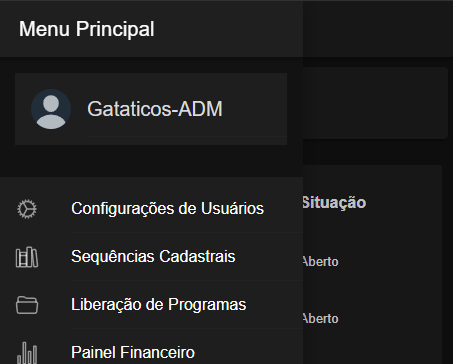 Menu Principal
Gataticos-ADM
Configurações de Usuários
Situação
Sequências Cadastrais
Aberto
Liberação de Programas
Aberto
Painel Financeiro